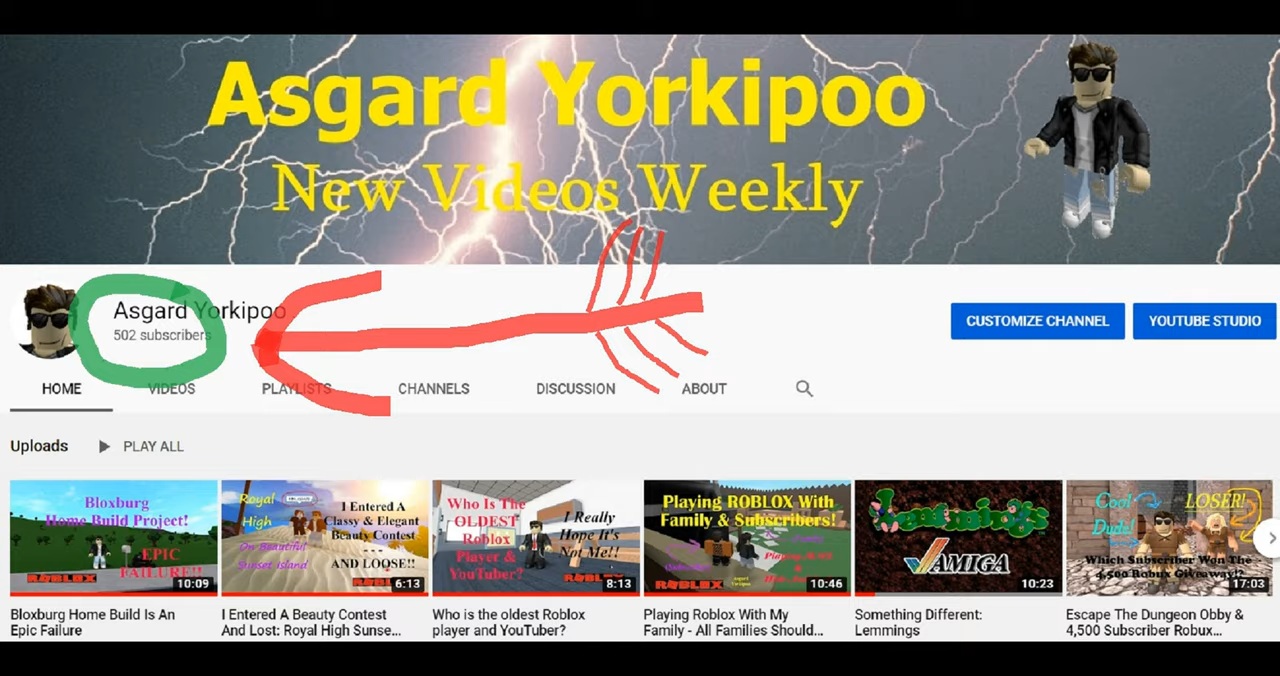 Asgard Yorkipoo
New Videos Weekly
Asgard Yorkipoo
502 subscribers
CUSTOMIZE CHANNEL
YOUTUBE STUDIO
HOME
VIDEOS
PLAYLISTS
CHANNELS
DISCUSSION
ABOUT
Uploads
PLAY ALL
Bloxburg
Home Build Project!
EPIC
FAILURE!!
ROBLOX
10:09
Royal
High
On Beautiful
Sunset Island
I Entered A
Classy & Elegant
Beauty Contest
AND LOOSE!!
6:13
Who Is The
OLDEST
Roblox
Player &
YouTuber?
I Really
Hope It's
Not Me!!
8:13
Playing ROBLOX With
Family & Subscribers!
ROBLOX
10:46
Lemmings
AMIGA
10:23
Cool
Dude!
LOSER!
Which Subscriber Won The
4,500 Robux Giveaway?
17:03
Bloxburg Home Build Is An
Epic Failure
I Entered A Beauty Contest
And Lost: Royal High Sunse...
Who is the oldest Roblox
player and YouTuber?
Playing Roblox With My
Family - All Families Should...
Something Different:
Lemmings
Escape The Dungeon Obby &
4,500 Subscriber Robux...